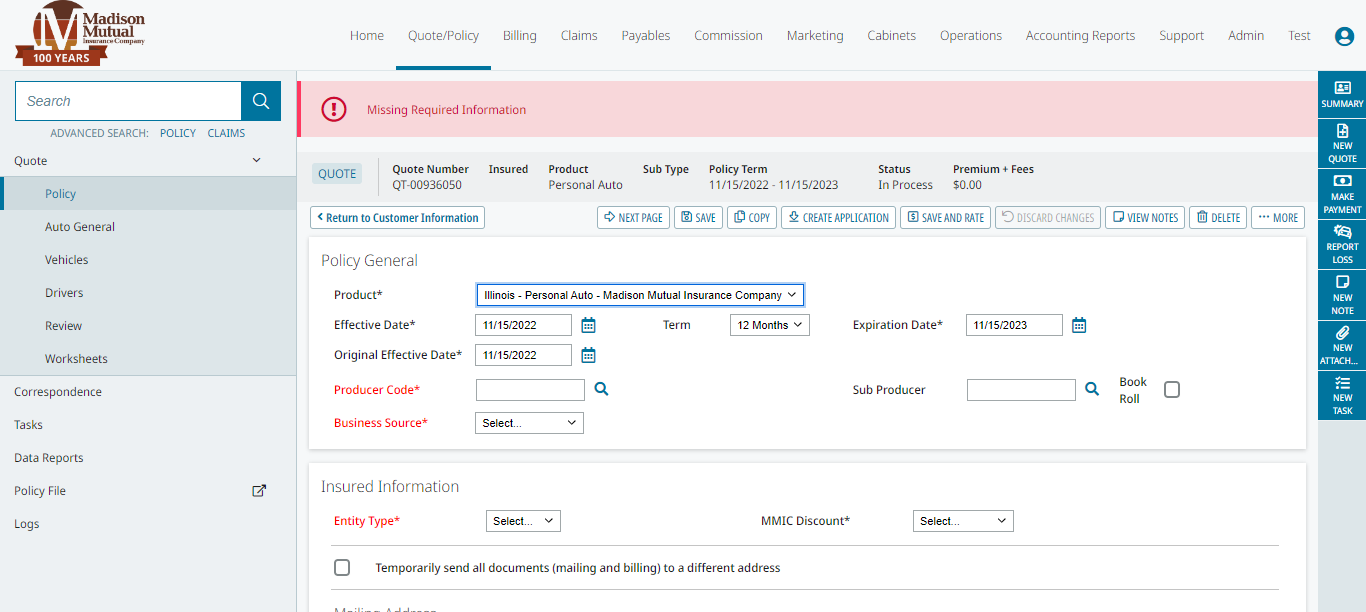 Madison
Mutual
Insurance Company
100 YEARS
Home Quote/Policy Billing Claims Payables Commission Marketing Cabinets Operations Accounting Reports Support Admin Test
Search
ADVANCED SEARCH: POLICY CLAIMS
Quote
Policy
Auto General
Vehicles
Drivers
Review
Worksheets
Correspondence
Tasks
Data Reports
Policy File
Logs
Missing Required Information
QUOTE
Quote Number Insured Product Sub Type Policy Term Status Premium + Fees
QT-00936050 Personal Auto 11/15/2022 - 11/15/2023 In Process $0.00
Return to Customer Information NEXT PAGE SAVE COPY CREATE APPLICATION SAVE AND RATE DISCARD CHANGES VIEW NOTES DELETE MORE
Policy General
Product* Illinois - Personal Auto - Madison Mutual Insurance Company
Effective Date* 11/15/2022 Term 12 Months Expiration Date* 11/15/2023
Original Effective Date* 11/15/2022
Producer Code* Sub Producer Book
Roll
Business Source* Select...
Insured Information
Entity Type* Select... MMIC Discount* Select...
Temporarily send all documents (mailing and billing) to a different address
Mailing Address
SUMMARY
NEW
QUOTE
MAKE
PAYMENT
REPORT
LOSS
NEW
NOTE
NEW
ATTACH...
NEW
TASK